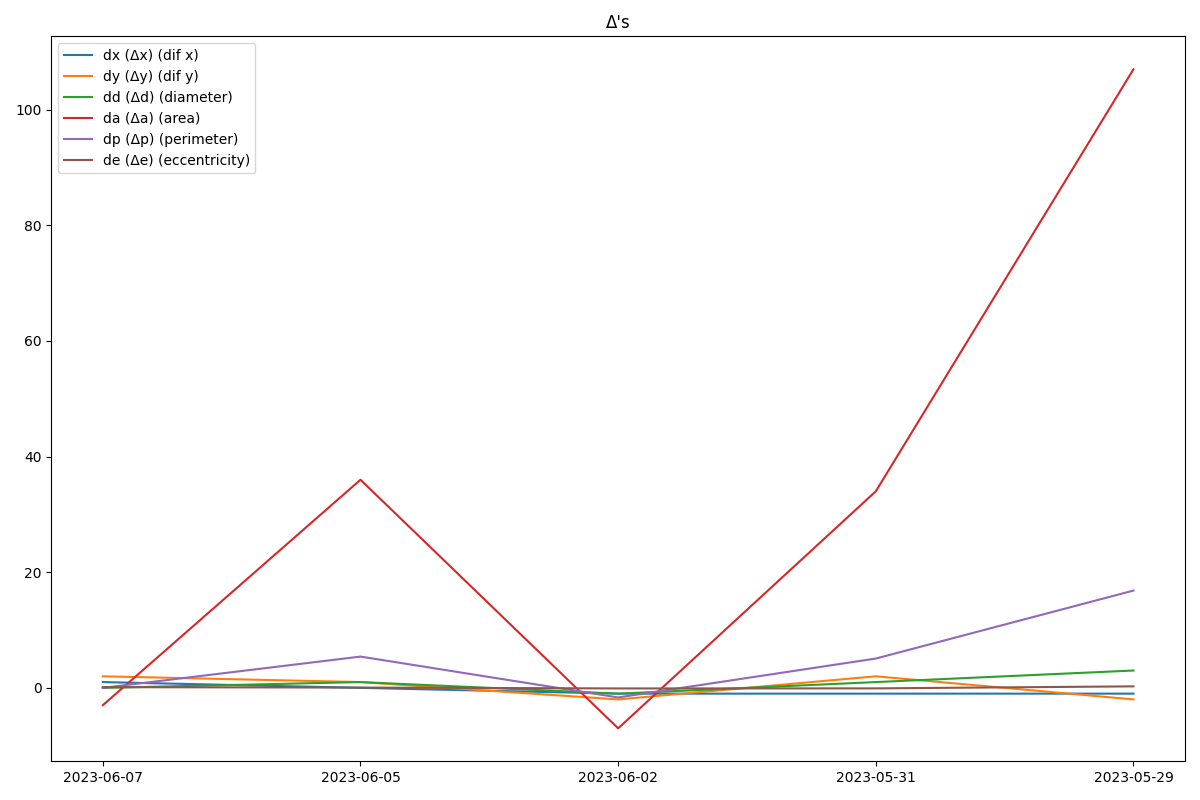 Δ's
dx (Δx) (dif x)
dy (Δy) (dif y)
dd (Δd) (diameter)
da (Δa) (area)
dp (Δp) (perimeter)
de (Δe) (eccentricity)
100
80
60
40
20
0
2023-06-07
2023-06-05
2023-06-02
2023-05-31
2023-05-29